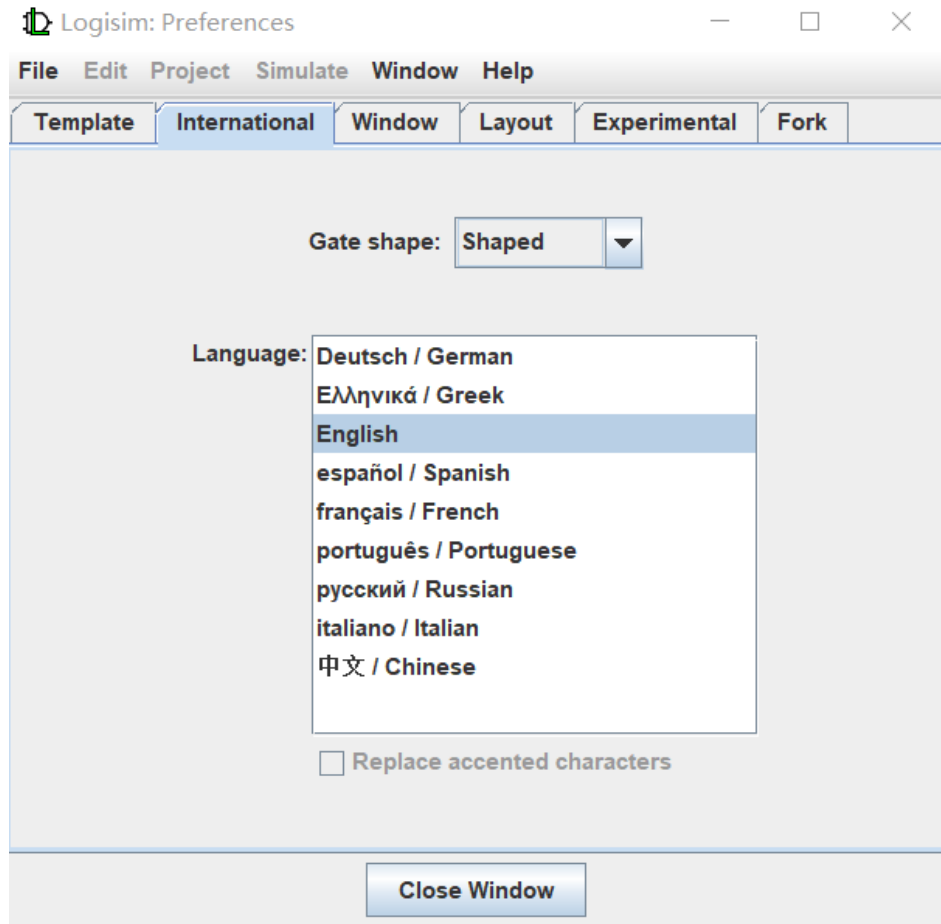 Logisim: Preferences
File Edit Project Simulate Window Help
Template International Window Layout Experimental Fork
Gate shape: Shaped
Language: Deutsch / German
Ελληνικά / Greek
English
español / Spanish
français / French
português / Portuguese
русский / Russian
italiano / Italian
中文 / Chinese
Replace accented characters
Close Window